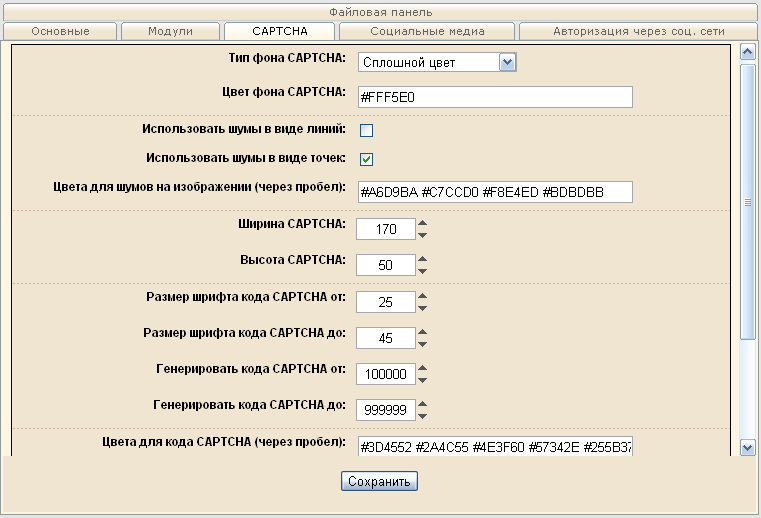 Файловая панель
Основные Модули CAPTCHA Социальные медиа Авторизация через соц. сети
Тип фона CAPTCHA: Сплошной цвет
Цвет фона CAPTCHA: #FFF5E0
Использовать шумы в виде линий:
Использовать шумы в виде точек:
Цвета для шумов на изображении (через пробел): #A6D9BA #C7CCD0 #F8E4ED #BDBDBB
Ширина CAPTCHA: 170
Высота CAPTCHA: 50
Размер шрифта кода CAPTCHA от: 25
Размер шрифта кода CAPTCHA до: 45
Генерировать кода CAPTCHA от: 100000
Генерировать кода CAPTCHA до: 999999
Цвета для кода CAPTCHA (через пробел): #3D4552 #2A4C55 #4E3F60 #57342E #255B37
Сохранить